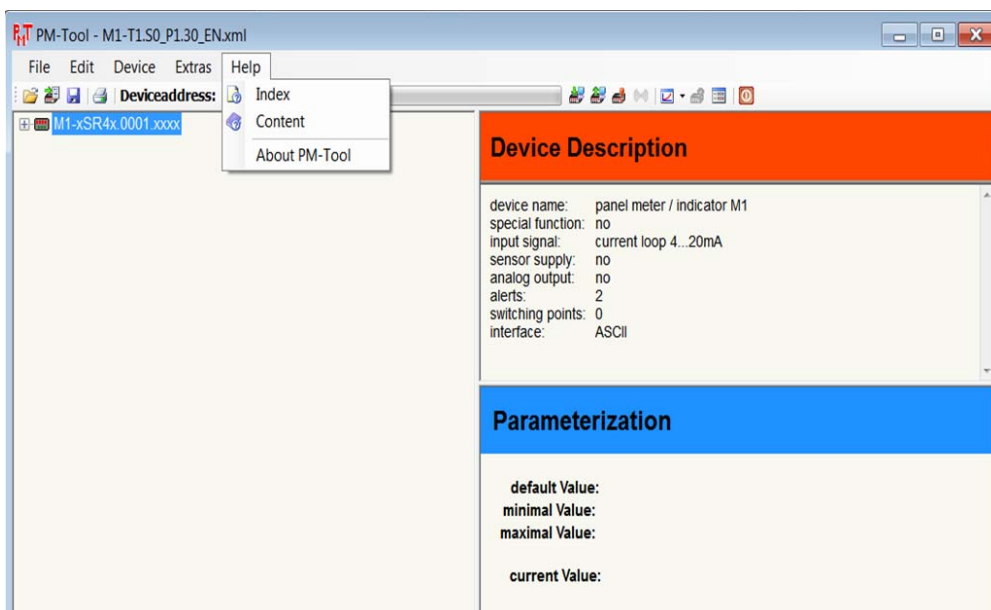 PM-Tool - M1-T1.S0_P1.30_EN.xml
File Edit Device Extras Help
Deviceaddress:
Index
Content
About PM-Tool
M1-xSR4x.0001.xxxx
Device Description
device name: panel meter / indicator M1
special function: no
input signal: current loop 4...20mA
sensor supply: no
analog output: no
alerts: 2
switching points: 0
interface: ASCII
Parameterization
default Value:
minimal Value:
maximal Value:
current Value: